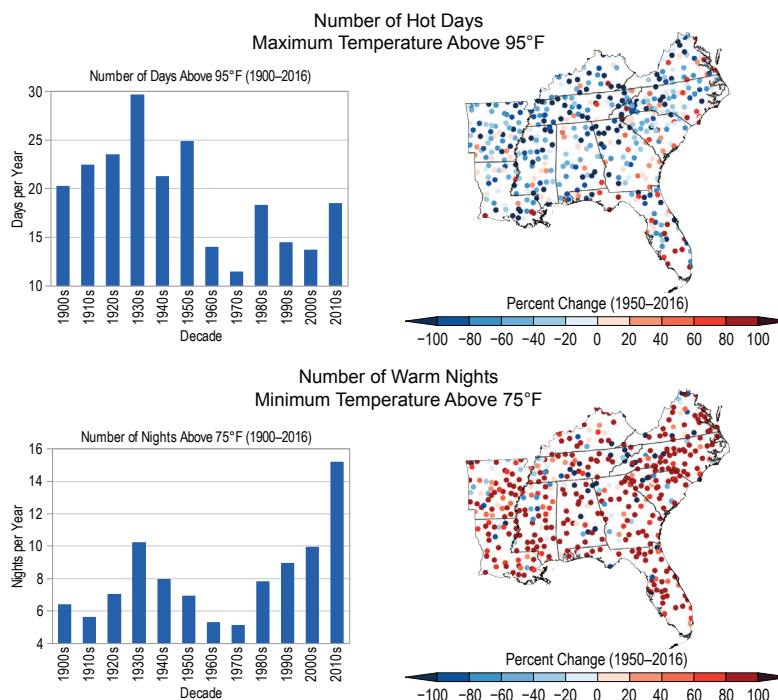 Number of Hot Days
Maximum Temperature Above 95°F
Number of Days Above 95°F (1900–2016)
Days per Year
30
25
20
15
10
1900s
1910s
1920s
1930s
1940s
1950s
1960s
1970s
1980s
1990s
2000s
2010s
Decade
Percent Change (1950–2016)
−100 −80 −60 −40 −20 0 20 40 60 80 100
Number of Warm Nights
Minimum Temperature Above 75°F
Number of Nights Above 75°F (1900–2016)
Nights per Year
16
14
12
10
8
6
4
1900s
1910s
1920s
1930s
1940s
1950s
1960s
1970s
1980s
1990s
2000s
2010s
Decade
Percent Change (1950–2016)
−100 −80 −60 −40 −20 0 20 40 60 80 100